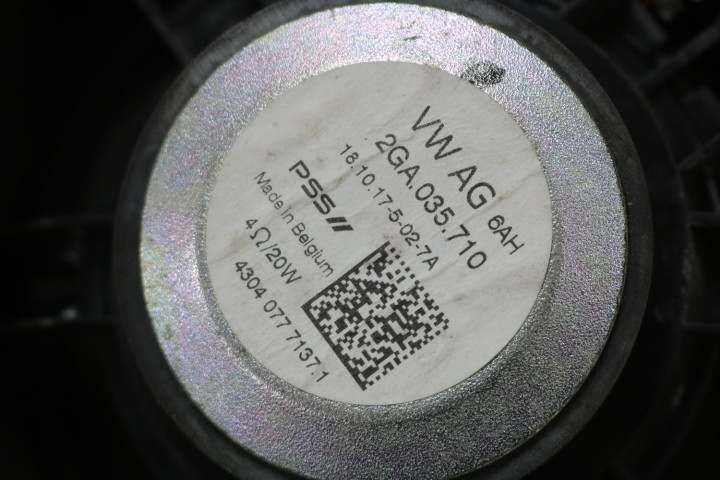 VW AG 6AH
2GA.035.710
18.10.17-5-02-7A
PSS//
Made in Belgium
4Ω/20W
4304 077 7137.1